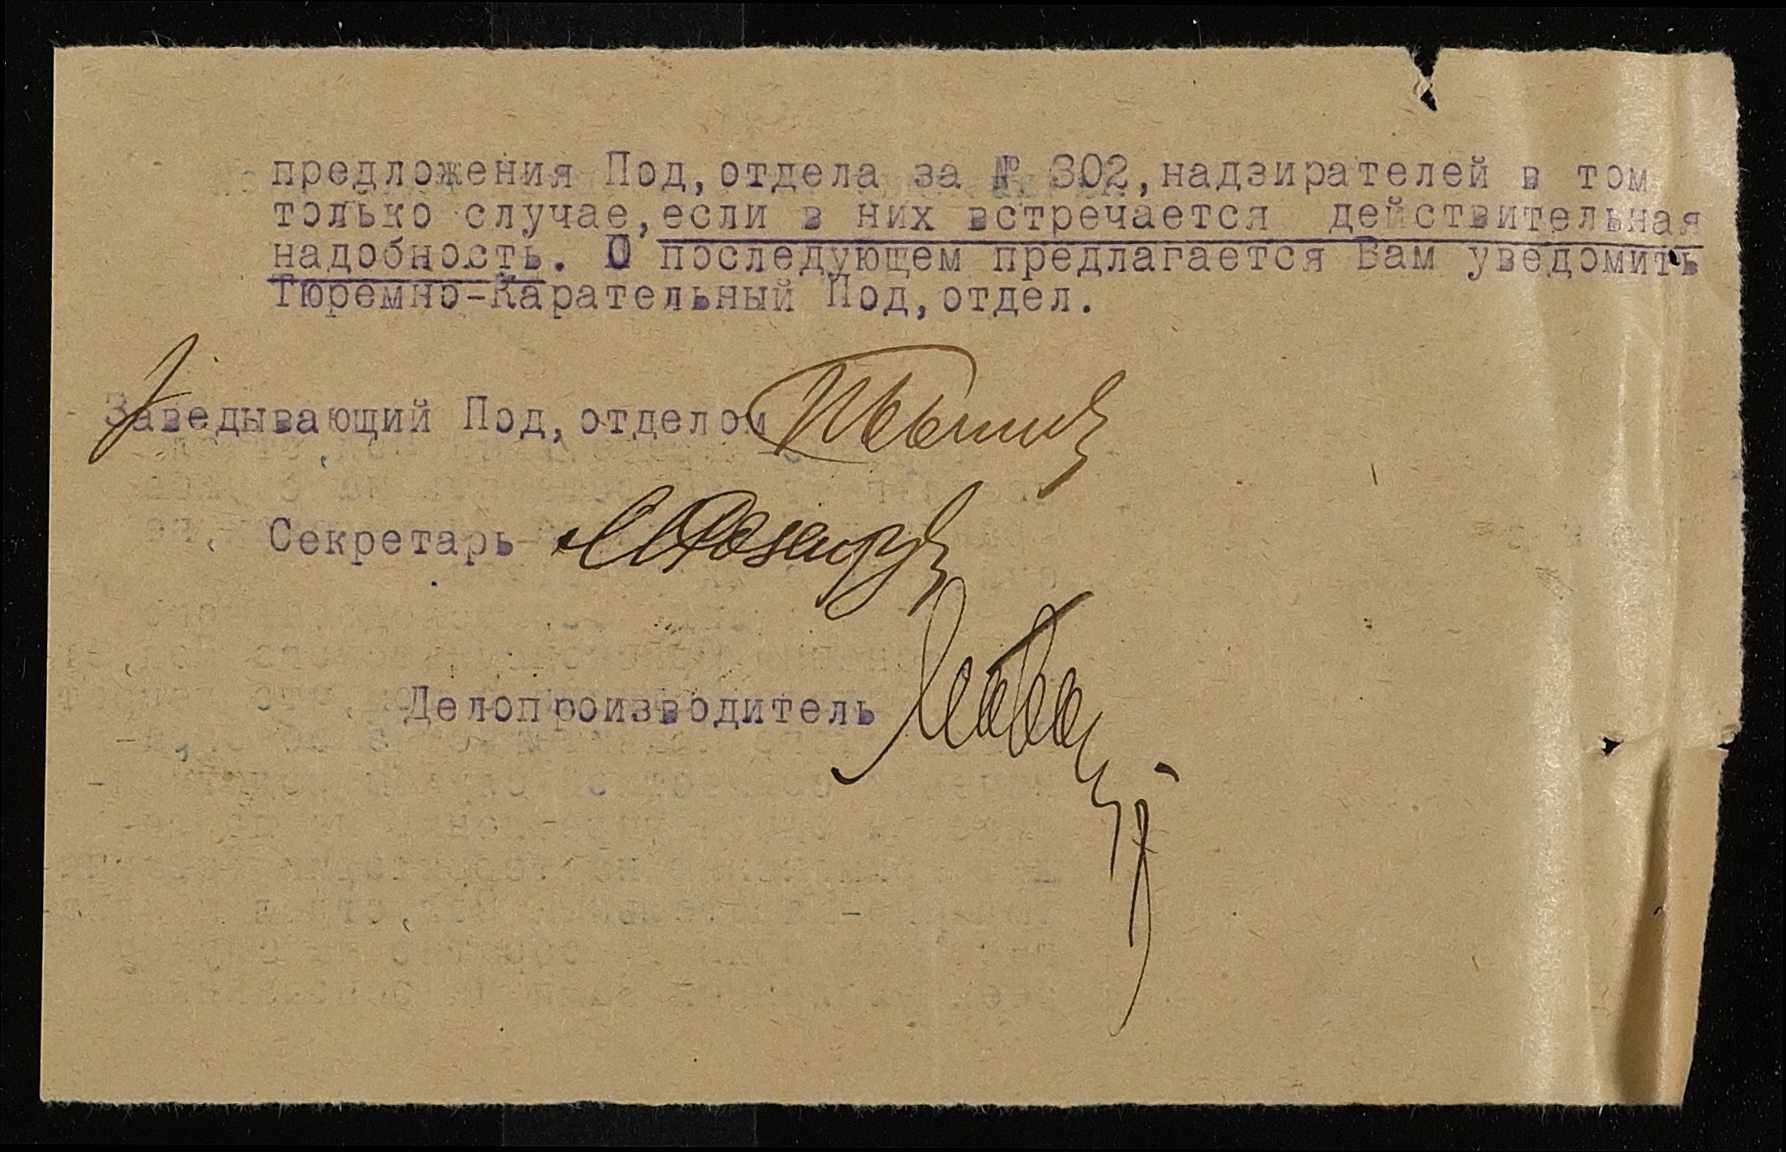 предложения Под,отдела за № 302,надзирателей в том
только случае,если в них встречается действительная
надобность. О последующем предлагается Вам уведомить
Тюремно-Карательный Под,отдел.
Заведывающий Под,отделом
Секретарь
Делопроизводитель